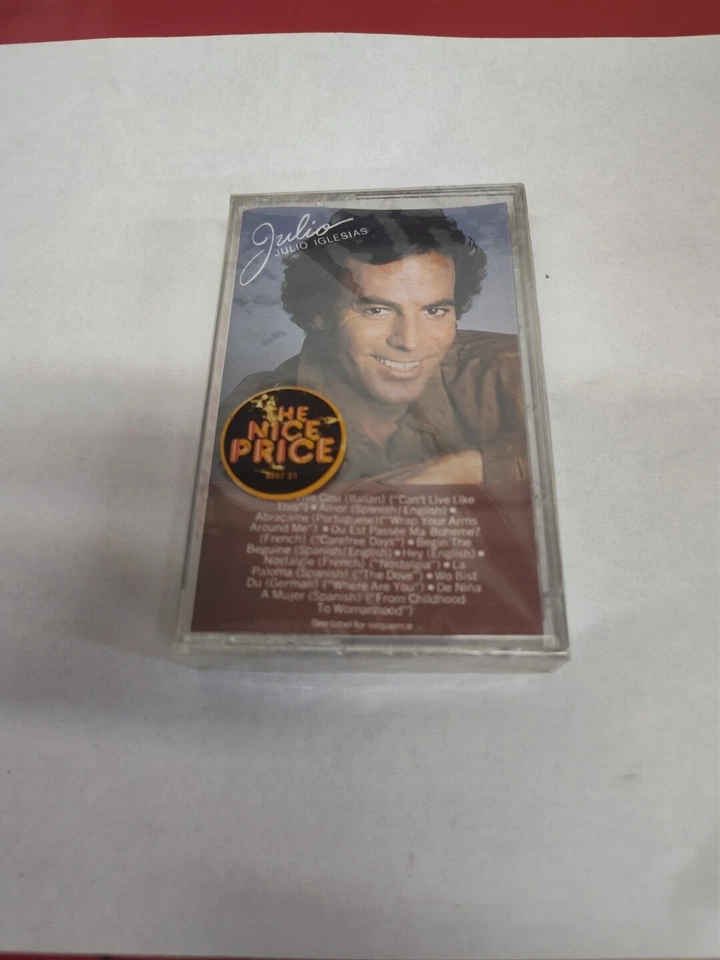 Julio
JULIO IGLESIAS
THE
NICE
PRICE
Cosi (Italian) ("Can't Live Like
This") ■ Amor (Spanish/English) ■
Abraçame (Portuguese) ("Wrap Your Arms
Around Me") ■ Ou Est Passée Ma Boheme?
(French) ("Carefree Days") ■ Begin The
Beguine (Spanish/English) ■ Hey (English) ■
Nostalgie (French) ("Nostalgia") ■ La
Paloma (Spanish) ("The Dove") ■ Wo Bist
Du (German) ("Where Are You") ■ De Niña
A Mujer (Spanish) ("From Childhood
To Womanhood")
See label for sequence